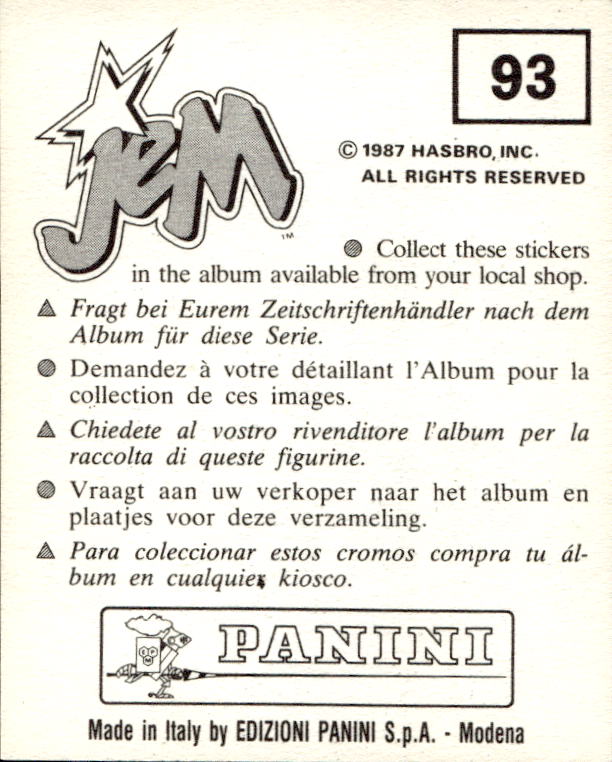 93
jem
TM
© 1987 HASBRO, INC.
ALL RIGHTS RESERVED
Collect these stickers
in the album available from your local shop.
Fragt bei Eurem Zeitschriftenhändler nach dem
Album für diese Serie.
Demandez à votre détaillant l'Album pour la
collection de ces images.
Chiedete al vostro rivenditore l'album per la
raccolta di queste figurine.
Vraagt aan uw verkoper naar het album en
plaatjes voor deze verzameling.
Para coleccionar estos cromos compra tu ál-
bum en cualquier kiosco.
EPM
PANINI
Made in Italy by EDIZIONI PANINI S.p.A. - Modena